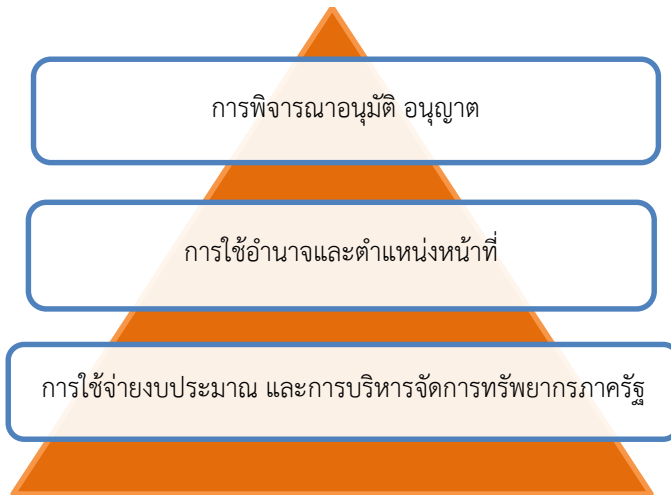 การพิจารณาอนุมัติ อนุญาต
การใช้อำนาจและตำแหน่งหน้าที่
การใช้จ่ายงบประมาณ และการบริหารจัดการทรัพยากรภาครัฐ